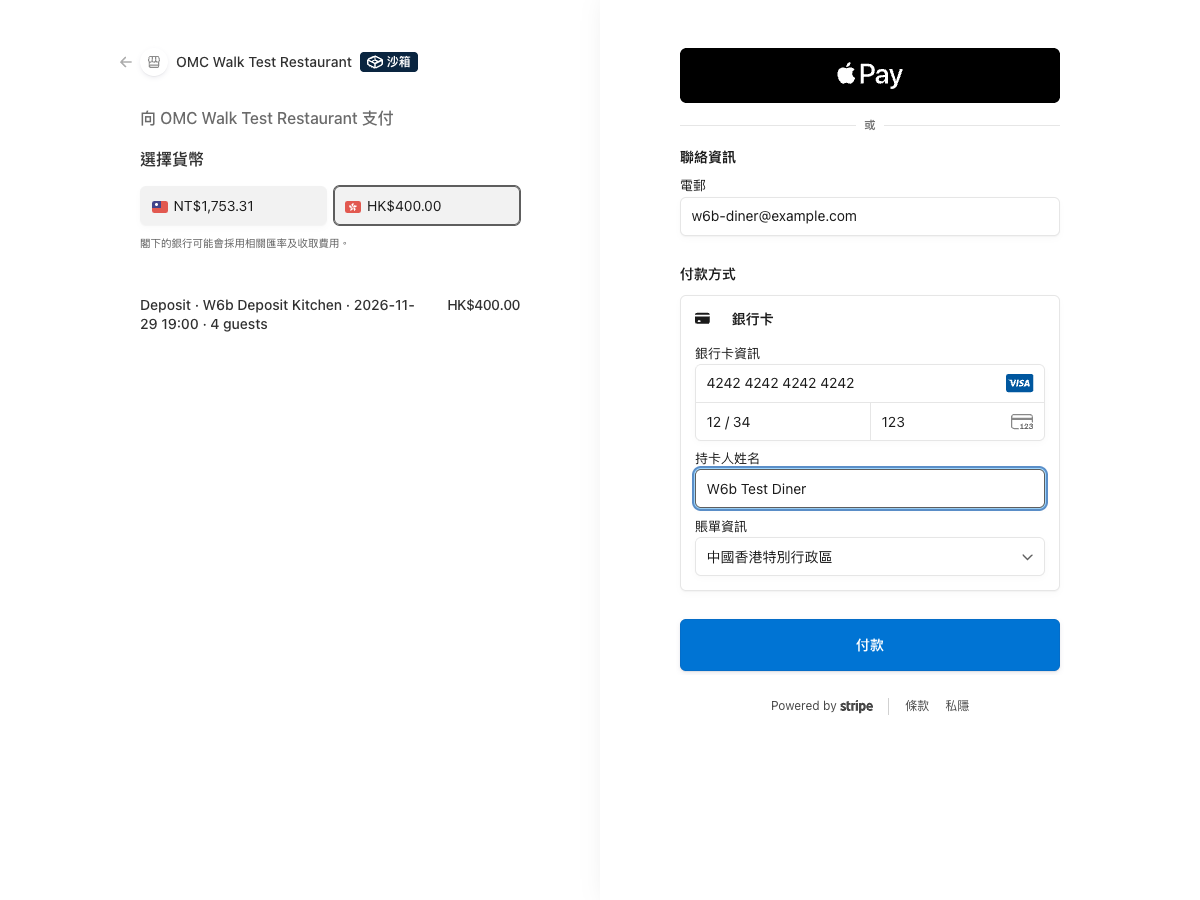 OMC Walk Test Restaurant 沙箱
向 OMC Walk Test Restaurant 支付
選擇貨幣
NT$1,753.31
HK$400.00
閣下的銀行可能會採用相關匯率及收取費用。
Deposit · W6b Deposit Kitchen · 2026-11-
29 19:00 · 4 guests
HK$400.00
Pay
或
聯絡資訊
電郵
w6b-diner@example.com
付款方式
銀行卡
銀行卡資訊
4242 4242 4242 4242
VISA
12 / 34
123
123
持卡人姓名
W6b Test Diner
賬單資訊
中國香港特別行政區
付款
Powered by stripe
條款
私隱